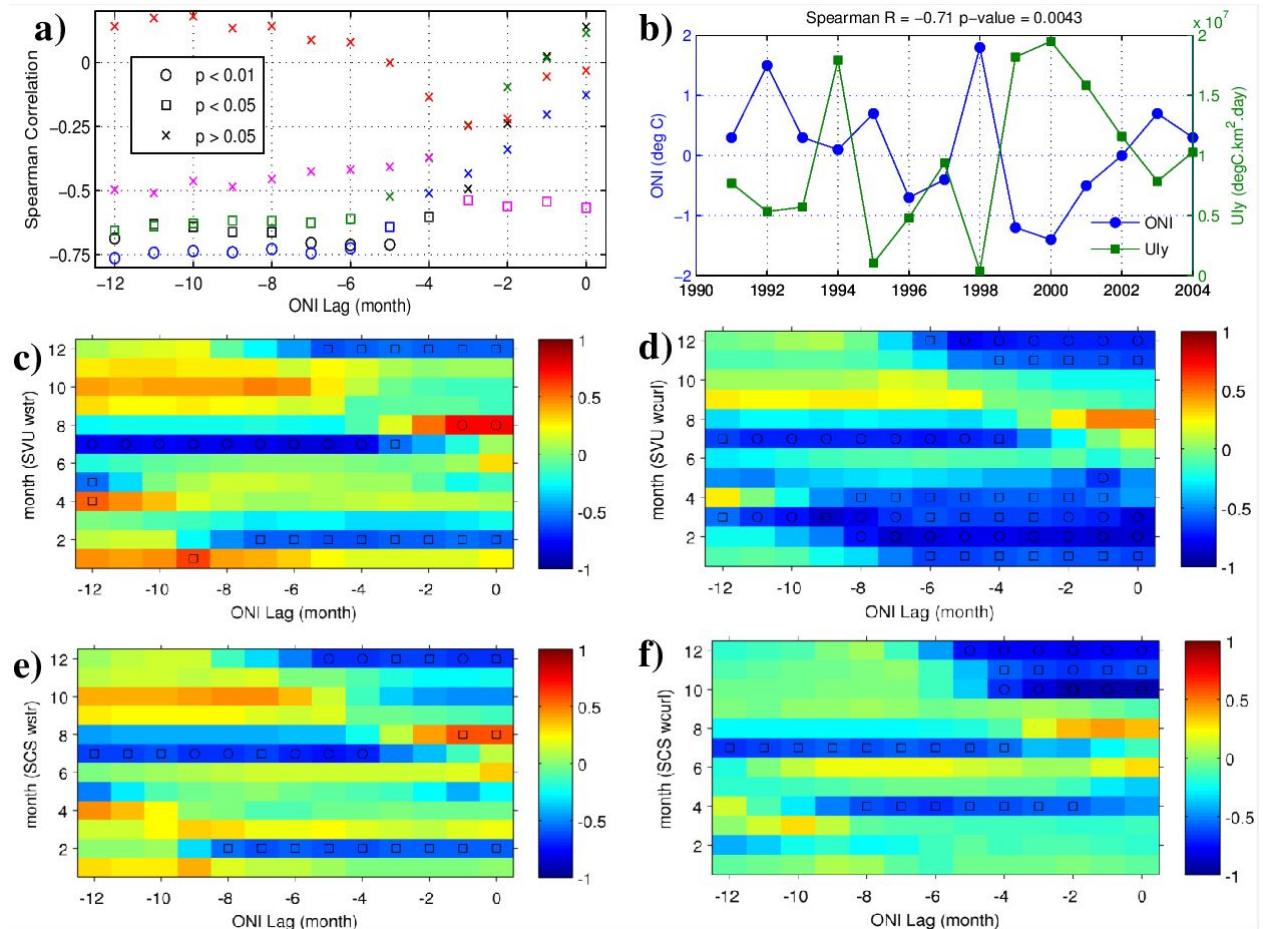 a)
0
−0.25
−0.5
−0.75
Spearman Correlation
p < 0.01
p < 0.05
p > 0.05
−12 −10 −8 −6 −4 −2 0
ONI Lag (month)
b)
Spearman R = −0.71 p−value = 0.0043
x 10^7
2
1
0
−1
−2
ONI (deg C)
2
1.5
1
0.5
0
UIy (degC.km².day)
ONI
UIy
1990 1992 1994 1996 1998 2000 2002 2004
c)
12
10
8
6
4
2
month (SVU wstr)
-12 -10 -8 -6 -4 -2 0
ONI Lag (month)
1
0.5
0
-0.5
-1
d)
12
10
8
6
4
2
month (SVU wcurl)
-12 -10 -8 -6 -4 -2 0
ONI Lag (month)
1
0.5
0
-0.5
-1
e)
12
10
8
6
4
2
month (SCS wstr)
-12 -10 -8 -6 -4 -2 0
ONI Lag (month)
1
0.5
0
-0.5
-1
f)
12
10
8
6
4
2
month (SCS wcurl)
-12 -10 -8 -6 -4 -2 0
ONI Lag (month)
1
0.5
0
-0.5
-1